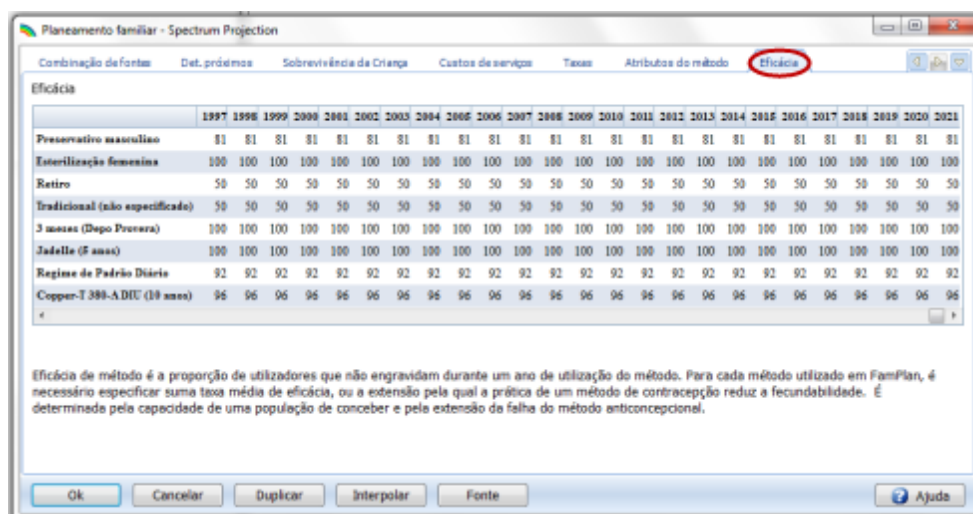 Planeamento familiar - Spectrum Projection
Combinação de fontes Det. próximos Sobrevivência da Criança Custos de serviços Taxas Atributos do método Eficácia
Eficácia
1997 1998 1999 2000 2001 2002 2003 2004 2005 2006 2007 2008 2009 2010 2011 2012 2013 2014 2015 2016 2017 2018 2019 2020 2021
Preservativo masculino 81 81 81 81 81 81 81 81 81 81 81 81 81 81 81 81 81 81 81 81 81 81 81 81 81
Esterilização femenina 100 100 100 100 100 100 100 100 100 100 100 100 100 100 100 100 100 100 100 100 100 100 100 100 100
Retiro 50 50 50 50 50 50 50 50 50 50 50 50 50 50 50 50 50 50 50 50 50 50 50 50 50
Tradicional (não especificado) 50 50 50 50 50 50 50 50 50 50 50 50 50 50 50 50 50 50 50 50 50 50 50 50 50
3 meses (Depo Provera) 100 100 100 100 100 100 100 100 100 100 100 100 100 100 100 100 100 100 100 100 100 100 100 100 100
Jadelle (5 anos) 100 100 100 100 100 100 100 100 100 100 100 100 100 100 100 100 100 100 100 100 100 100 100 100 100
Regime de Padrão Diário 92 92 92 92 92 92 92 92 92 92 92 92 92 92 92 92 92 92 92 92 92 92 92 92 92
Copper-T 380-A DIU (10 anos) 96 96 96 96 96 96 96 96 96 96 96 96 96 96 96 96 96 96 96 96 96 96 96 96 96
Eficácia de método é a proporção de utilizadores que não engravidam durante um ano de utilização do método. Para cada método utilizado em FamPlan, é
necessário especificar suma taxa média de eficácia, ou a extensão pela qual a prática de um método de contracepção reduz a fecundabilidade. É
determinada pela capacidade de uma população de conceber e pela extensão da falha do método anticoncepcional.
Ok Cancelar Duplicar Interpolar Fonte Ajuda